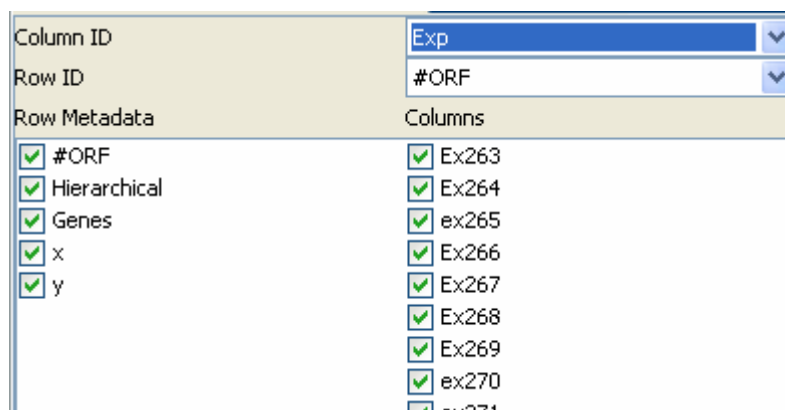 Column ID Exp
Row ID #ORF
Row Metadata Columns
#ORF Ex263
Hierarchical Ex264
Genes ex265
x Ex266
y Ex267
Ex268
Ex269
ex270
ex271